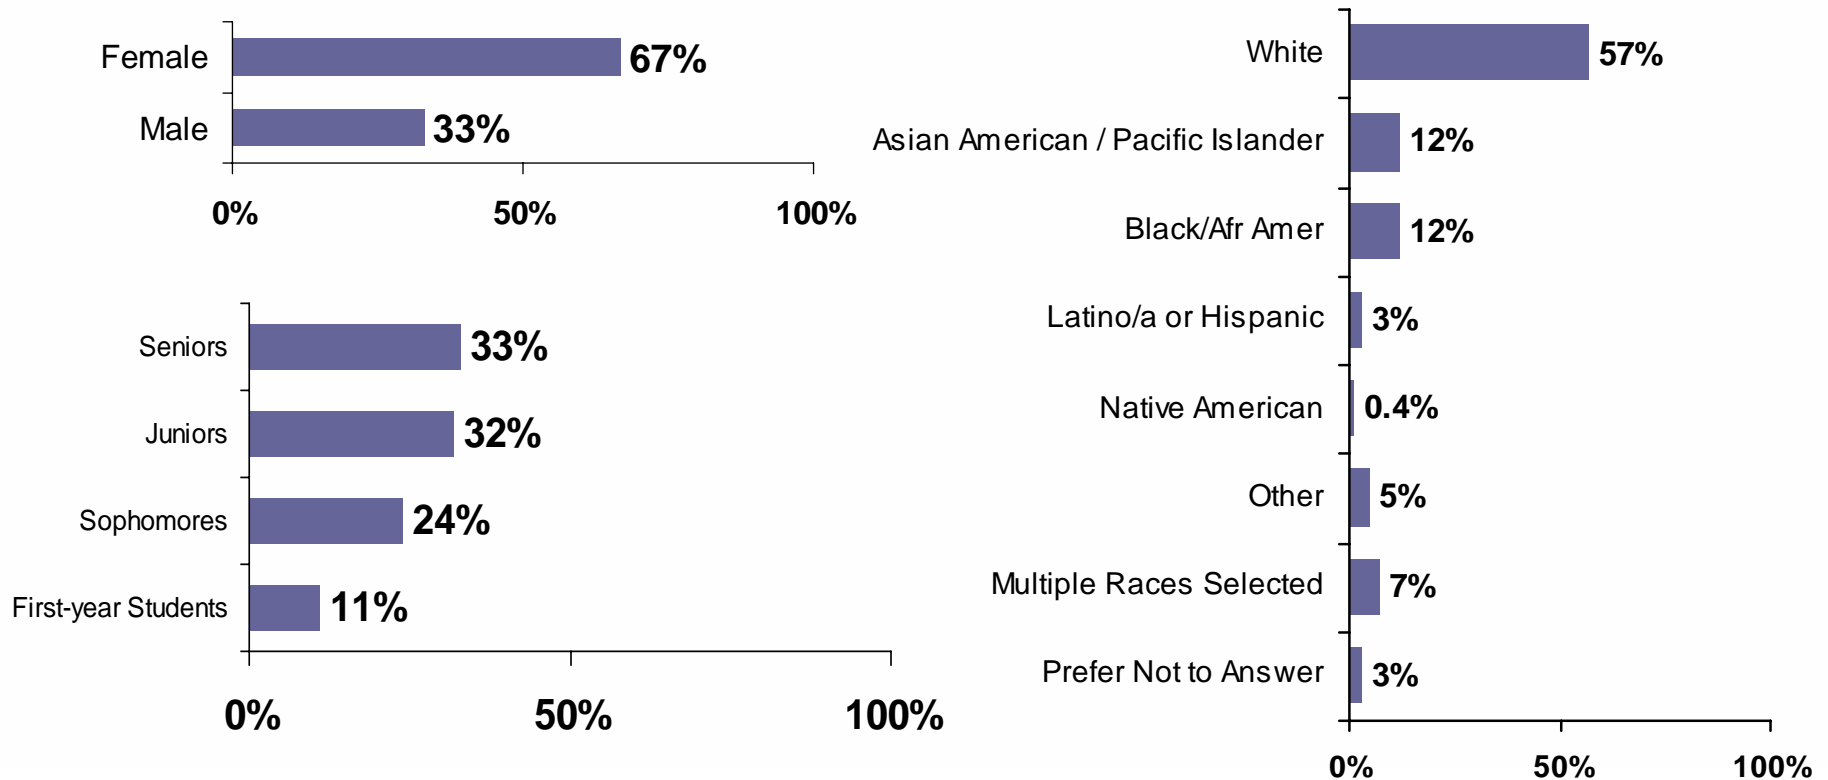 Female 67%
Male 33%
0% 50% 100%
Seniors 33%
Juniors 32%
Sophomores 24%
First-year Students 11%
0% 50% 100%
White 57%
Asian American / Pacific Islander 12%
Black/Afr Amer 12%
Latino/a or Hispanic 3%
Native American 0.4%
Other 5%
Multiple Races Selected 7%
Prefer Not to Answer 3%
0% 50% 100%